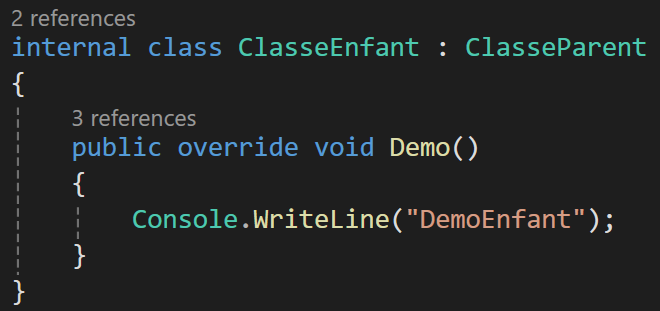 2 references
internal class ClasseEnfant : ClasseParent
{
3 references
public override void Demo()
{
Console.WriteLine("DemoEnfant");
}
}